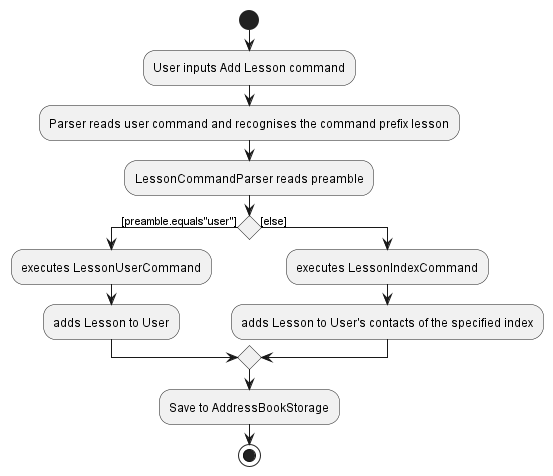 User inputs Add Lesson command
Parser reads user command and recognises the command prefix lesson
LessonCommandParser reads preamble
[preamble.equals"user"]
[else]
executes LessonUserCommand
executes LessonIndexCommand
adds Lesson to User
adds Lesson to User's contacts of the specified index
Save to AddressBookStorage